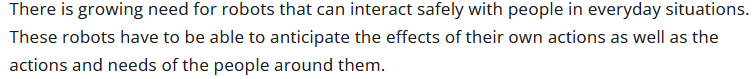 There is growing need for robots that can interact safely with people in everyday situations.
These robots have to be able to anticipate the effects of their own actions as well as the
actions and needs of the people around them.